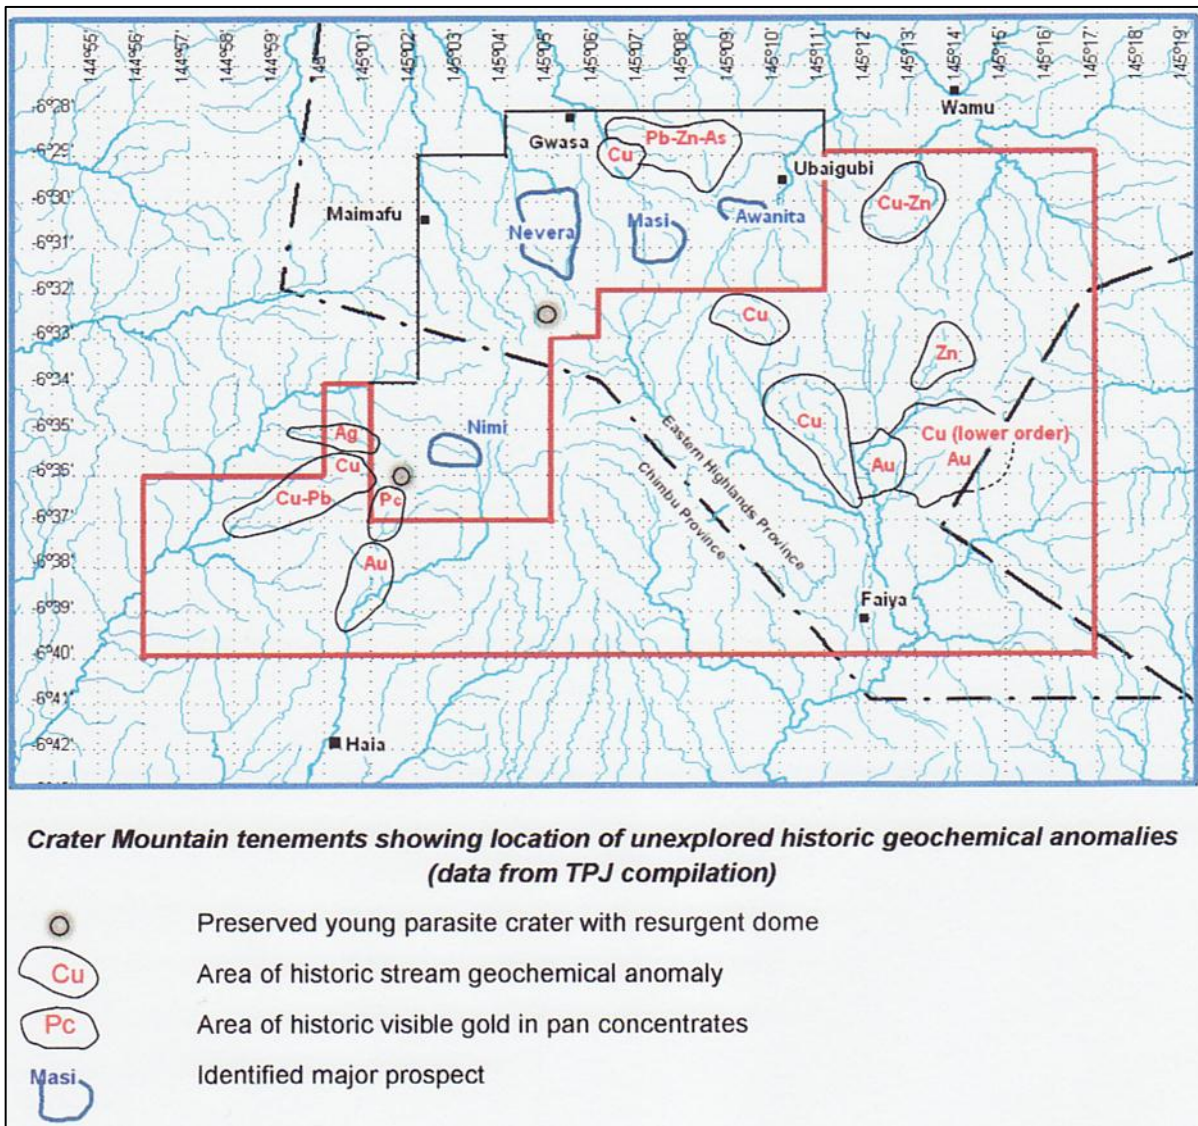 144°55'
144°56'
144°57'
144°58'
144°59'
145°01'
145°02'
145°03'
145°04'
145°05'
145°06'
145°07'
145°08'
145°09'
145°10'
145°11'
145°12'
145°13'
145°14'
145°15'
145°16'
145°17'
145°18'
145°19'
-6°28'
-6°29'
-6°30'
-6°31'
-6°32'
-6°33'
-6°34'
-6°35'
-6°36'
-6°37'
-6°38'
-6°39'
-6°40'
-6°41'
-6°42'
Wamu
Gwasa
Pb-Zn-As
Cu
Ubaigubi
Cu-Zn
Maimafu
Nevera
Masi
Awanita
Cu
Zn
Nimi
Ag
Cu
Cu-Pb
Pc
Au
Cu
Au
Cu (lower order)
Au
Eastern Highlands Province
Chimbu Province
Faiya
Haia
Crater Mountain tenements showing location of unexplored historic geochemical anomalies
(data from TPJ compilation)
Preserved young parasite crater with resurgent dome
Cu
Area of historic stream geochemical anomaly
Pc
Area of historic visible gold in pan concentrates
Masi
Identified major prospect